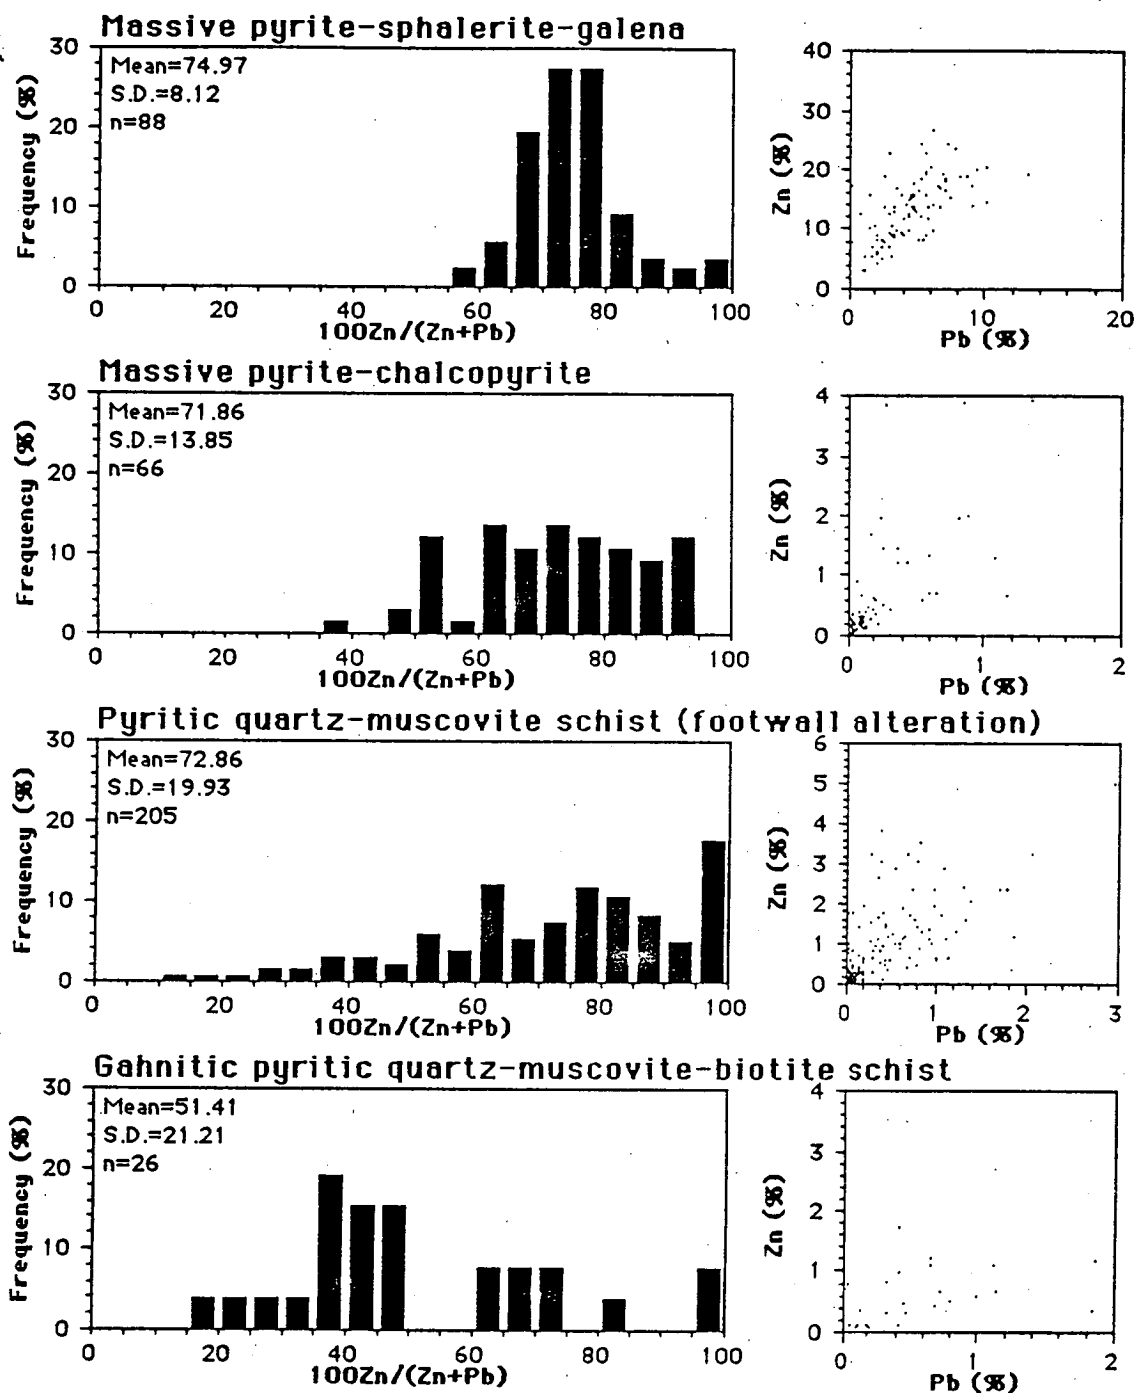 Massive pyrite-sphalerite-galena
30
20
10
0
Frequency (%)
Mean=74.97
S.D.=8.12
n=88
0 20 40 60 80 100
100Zn/(Zn+Pb)
40
30
20
10
0
Zn (%)
0 10 20
Pb (%)
Massive pyrite-chalcopyrite
30
20
10
0
Frequency (%)
Mean=71.86
S.D.=13.85
n=66
0 20 40 60 80 100
100Zn/(Zn+Pb)
4
3
2
1
0
Zn (%)
0 1 2
Pb (%)
Pyritic quartz-muscovite schist (footwall alteration)
30
20
10
0
Frequency (%)
Mean=72.86
S.D.=19.93
n=205
0 20 40 60 80 100
100Zn/(Zn+Pb)
6
5
4
3
2
1
0
Zn (%)
0 1 2 3
Pb (%)
Gahnitic pyritic quartz-muscovite-biotite schist
30
20
10
0
Frequency (%)
Mean=51.41
S.D.=21.21
n=26
0 20 40 60 80 100
100Zn/(Zn+Pb)
4
3
2
1
0
Zn (%)
0 1 2
Pb (%)